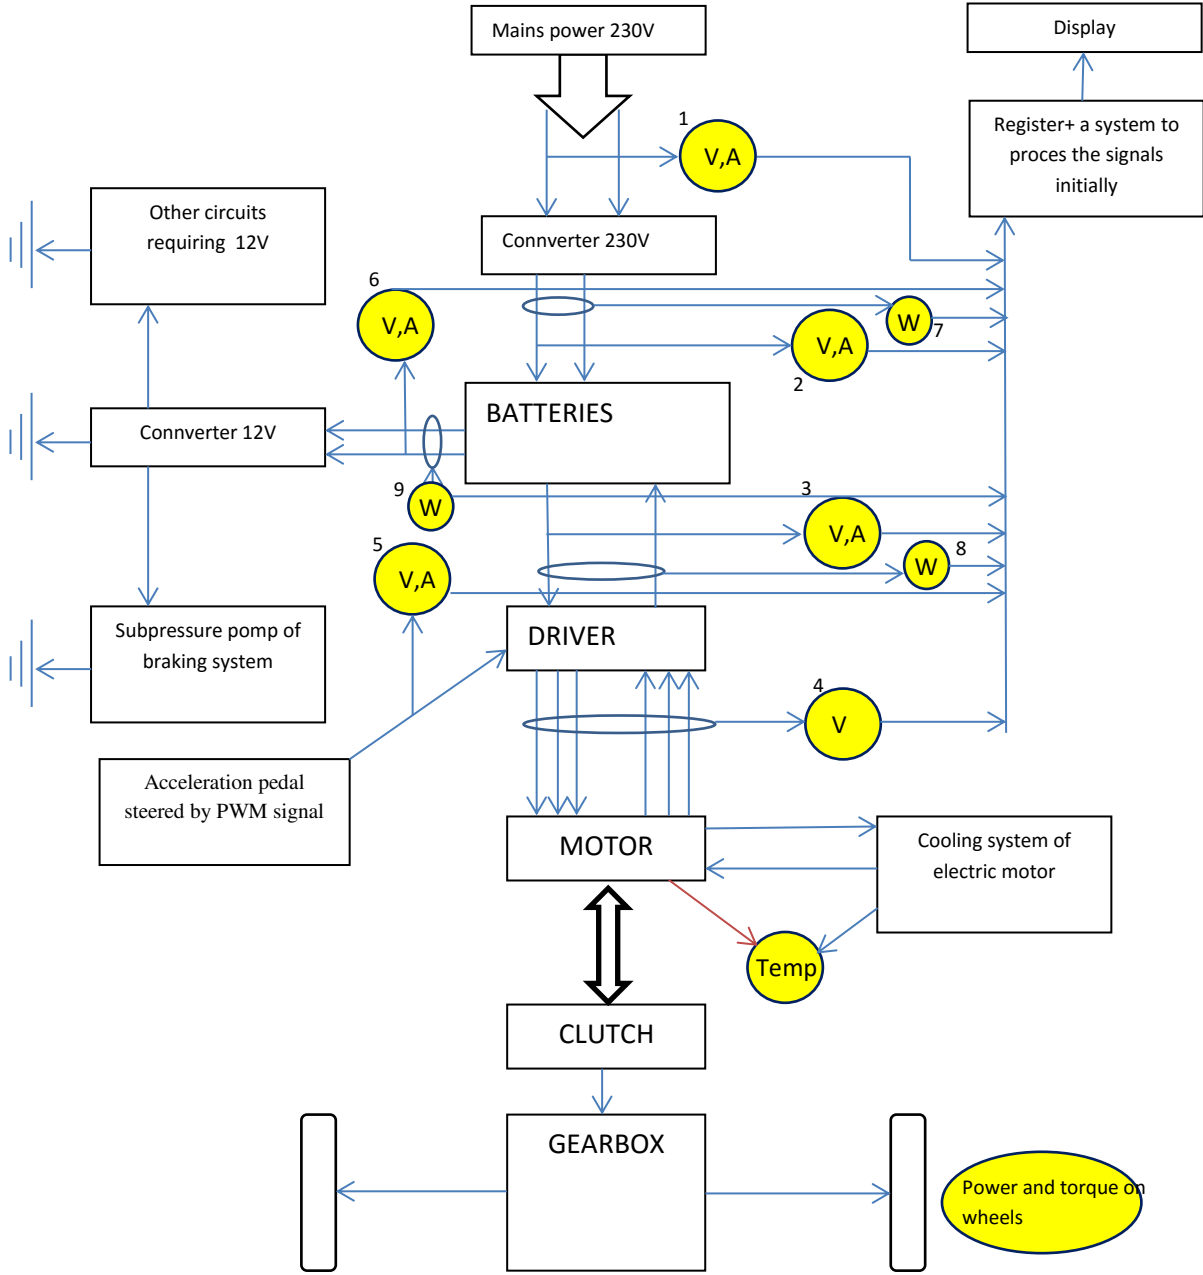 Mains power 230V
Display
1
V,A
Register+ a system to
proces the signals
initially
Other circuits
requiring 12V
Connverter 230V
6
V,A
W
7
V,A
2
BATTERIES
Connverter 12V
9
W
3
V,A
8
W
5
V,A
Subpressure pomp of
braking system
DRIVER
4
V
Acceleration pedal
steered by PWM signal
MOTOR
Cooling system of
electric motor
Temp
CLUTCH
GEARBOX
Power and torque on
wheels